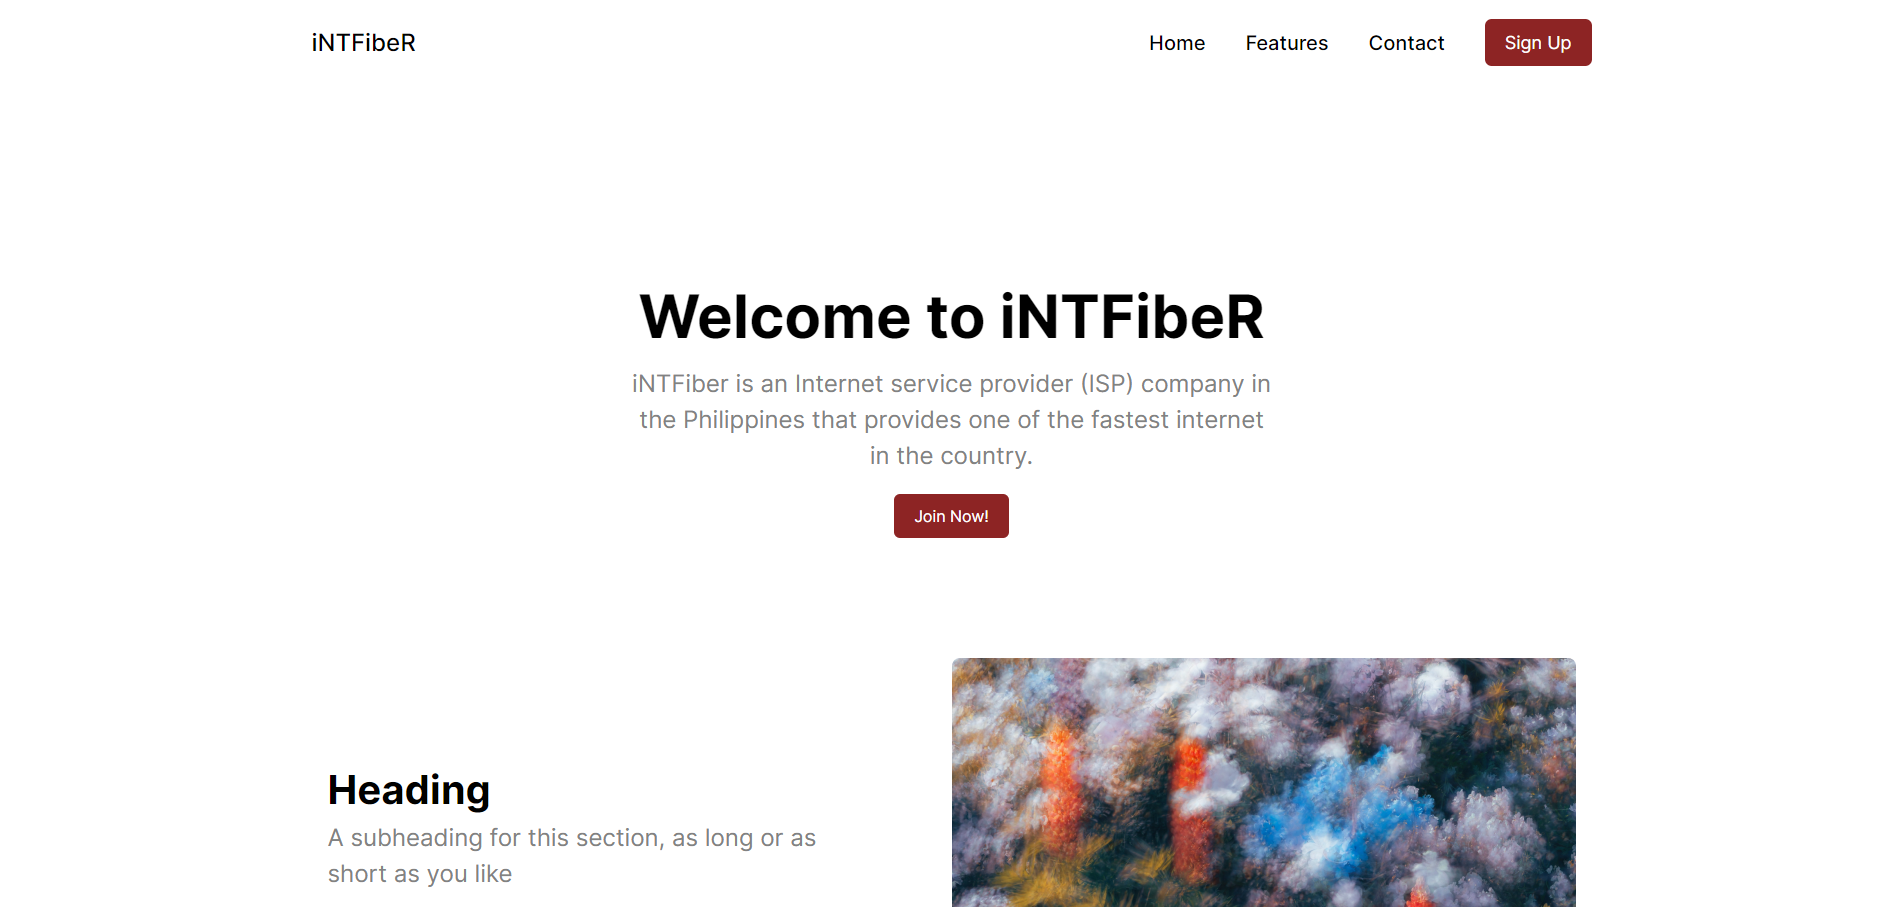 iNTFibeR
Home Features Contact Sign Up
Welcome to iNTFibeR
iNTFiber is an Internet service provider (ISP) company in
the Philippines that provides one of the fastest internet
in the country.
Join Now!
Heading
A subheading for this section, as long or as
short as you like